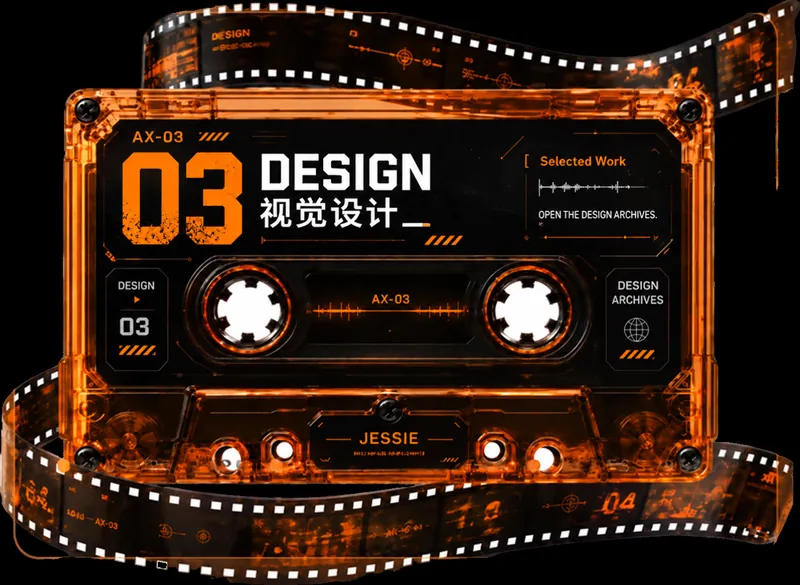 DESIGN
AX-03
03
DESIGN
视觉设计_
Selected Work
OPEN THE DESIGN ARCHIVES.
DESIGN
03
AX-03
DESIGN
ARCHIVES
JESSIE
AX-03
04